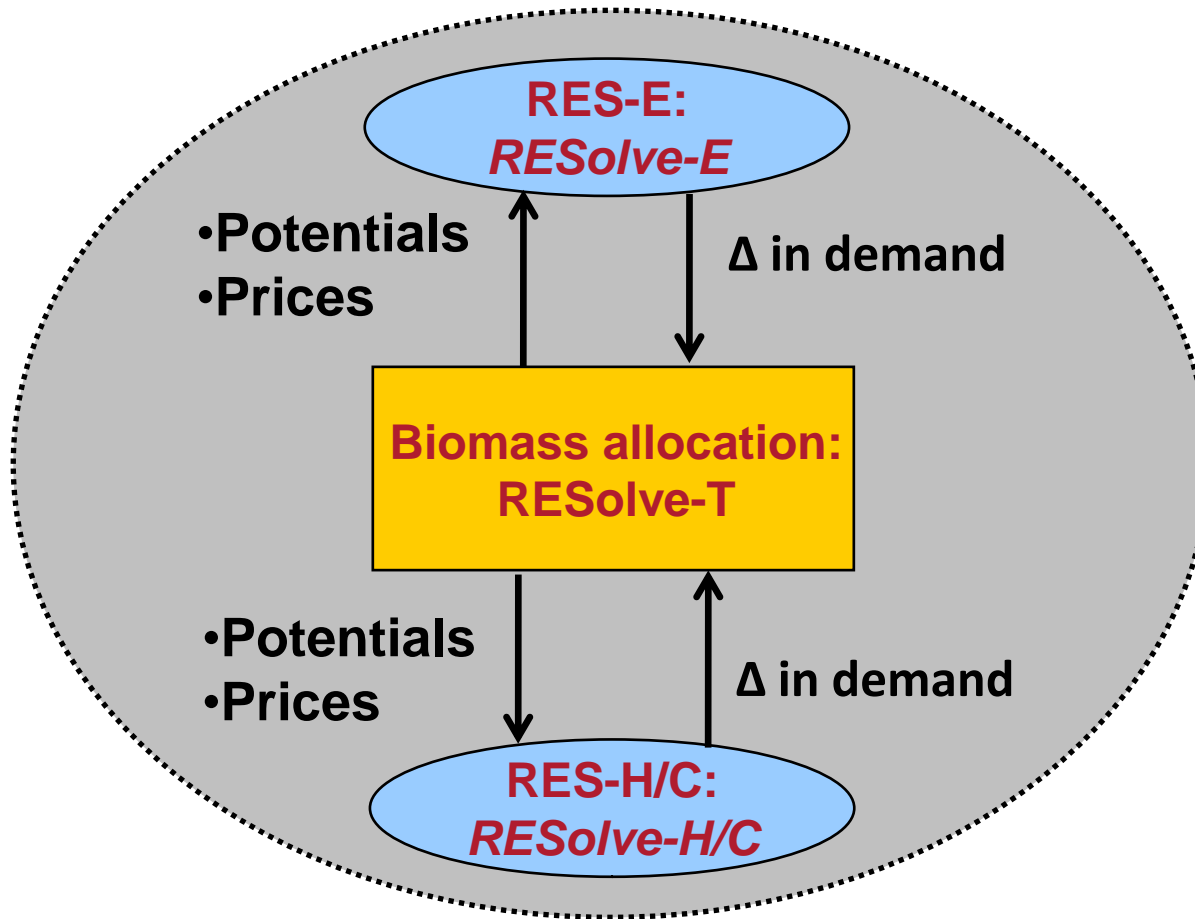 RES-E:
RESolve-E
•Potentials
•Prices
Δ in demand
Biomass allocation:
RESolve-T
•Potentials
•Prices
Δ in demand
RES-H/C:
RESolve-H/C